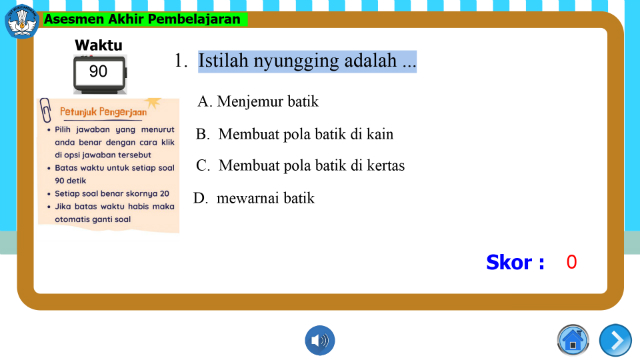 Asesmen Akhir Pembelajaran
Waktu
90
Petunjuk Pengerjaan
• Pilih jawaban yang menurut
anda benar dengan cara klik
di opsi jawaban tersebut
• Batas waktu untuk setiap soal
90 detik
• Setiap soal benar skornya 20
• Jika batas waktu habis maka
otomatis ganti soal
1. Istilah nyungging adalah ...
A. Menjemur batik
B. Membuat pola batik di kain
C. Membuat pola batik di kertas
D. mewarnai batik
Skor : 0